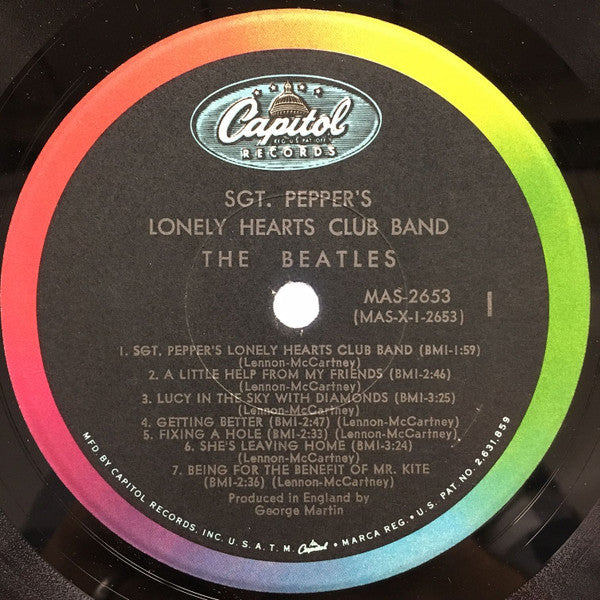 Capitol
REG. U.S. PAT. OFF.
RECORDS
SGT. PEPPER'S
LONELY HEARTS CLUB BAND
THE BEATLES
MAS-2653
(MAS-X-1-2653)
1
1. SGT. PEPPER'S LONELY HEARTS CLUB BAND (BMI-1:59)
(Lennon-McCartney)
2. A LITTLE HELP FROM MY FRIENDS (BMI-2:46)
(Lennon-McCartney)
3. LUCY IN THE SKY WITH DIAMONDS (BMI-3:25)
(Lennon-McCartney)
4. GETTING BETTER (BMI-2:47) (Lennon-McCartney)
5. FIXING A HOLE (BMI-2:33) (Lennon-McCartney)
6. SHE'S LEAVING HOME (BMI-3:24)
(Lennon-McCartney)
7. BEING FOR THE BENEFIT OF MR. KITE
(BMI-2:36) (Lennon-McCartney)
Produced in England by
George Martin
MFD. BY CAPITOL RECORDS, INC. U.S.A. T.M. Capitol • MARCA REG. • U.S. PAT. NO. 2,631,859